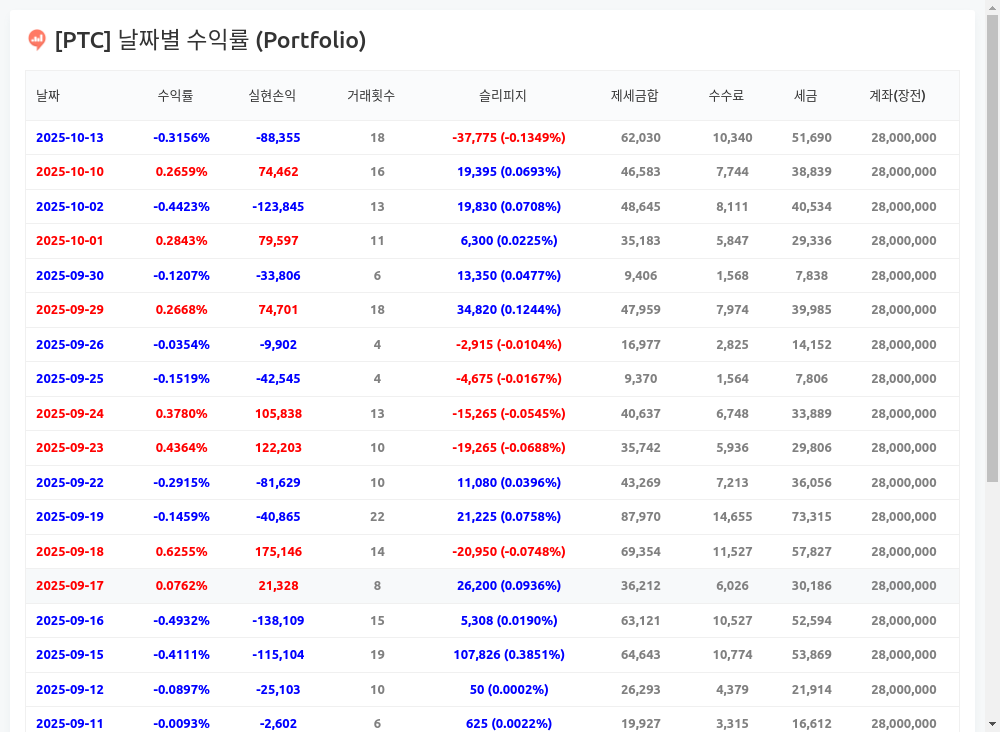 [PTC] 날짜별 수익률 (Portfolio)
날짜 수익률 실현손익 거래횟수 슬리피지 제세금합 수수료 세금 계좌(장전)
2025-10-13 -0.3156% -88,355 18 -37,775 (-0.1349%) 62,030 10,340 51,690 28,000,000
2025-10-10 0.2659% 74,462 16 19,395 (0.0693%) 46,583 7,744 38,839 28,000,000
2025-10-02 -0.4423% -123,845 13 19,830 (0.0708%) 48,645 8,111 40,534 28,000,000
2025-10-01 0.2843% 79,597 11 6,300 (0.0225%) 35,183 5,847 29,336 28,000,000
2025-09-30 -0.1207% -33,806 6 13,350 (0.0477%) 9,406 1,568 7,838 28,000,000
2025-09-29 0.2668% 74,701 18 34,820 (0.1244%) 47,959 7,974 39,985 28,000,000
2025-09-26 -0.0354% -9,902 4 -2,915 (-0.0104%) 16,977 2,825 14,152 28,000,000
2025-09-25 -0.1519% -42,545 4 -4,675 (-0.0167%) 9,370 1,564 7,806 28,000,000
2025-09-24 0.3780% 105,838 13 -15,265 (-0.0545%) 40,637 6,748 33,889 28,000,000
2025-09-23 0.4364% 122,203 10 -19,265 (-0.0688%) 35,742 5,936 29,806 28,000,000
2025-09-22 -0.2915% -81,629 10 11,080 (0.0396%) 43,269 7,213 36,056 28,000,000
2025-09-19 -0.1459% -40,865 22 21,225 (0.0758%) 87,970 14,655 73,315 28,000,000
2025-09-18 0.6255% 175,146 14 -20,950 (-0.0748%) 69,354 11,527 57,827 28,000,000
2025-09-17 0.0762% 21,328 8 26,200 (0.0936%) 36,212 6,026 30,186 28,000,000
2025-09-16 -0.4932% -138,109 15 5,308 (0.0190%) 63,121 10,527 52,594 28,000,000
2025-09-15 -0.4111% -115,104 19 107,826 (0.3851%) 64,643 10,774 53,869 28,000,000
2025-09-12 -0.0897% -25,103 10 50 (0.0002%) 26,293 4,379 21,914 28,000,000
2025-09-11 -0.0093% -2,602 6 625 (0.0022%) 19,927 3,315 16,612 28,000,000